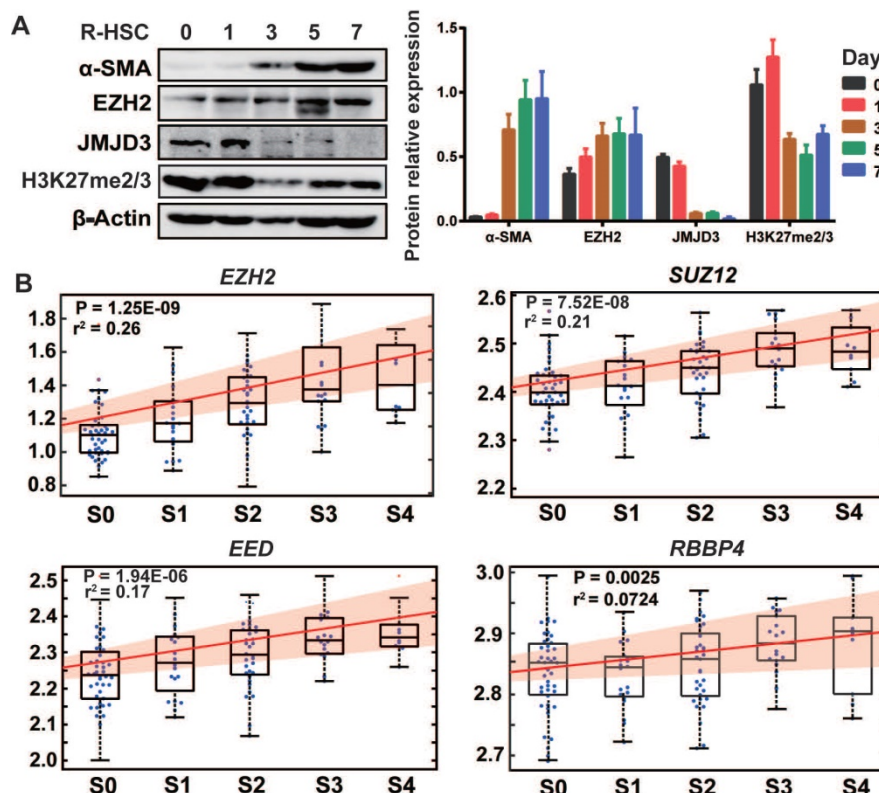 A
R-HSC 0 1 3 5 7
α-SMA
EZH2
JMJD3
H3K27me2/3
β-Actin
Protein relative expression
1.5
1.0
0.5
0.0
α-SMA EZH2 JMJD3 H3K27me2/3
Day
0
1
3
5
7
B
EZH2
P = 1.25E-09
r² = 0.26
1.8
1.6
1.4
1.2
1.0
0.8
S0 S1 S2 S3 S4
SUZ12
P = 7.52E-08
r² = 0.21
2.6
2.5
2.4
2.3
2.2
S0 S1 S2 S3 S4
EED
P = 1.94E-06
r² = 0.17
2.5
2.4
2.3
2.2
2.1
2.0
S0 S1 S2 S3 S4
RBBP4
P = 0.0025
r² = 0.0724
3.0
2.9
2.8
2.7
S0 S1 S2 S3 S4